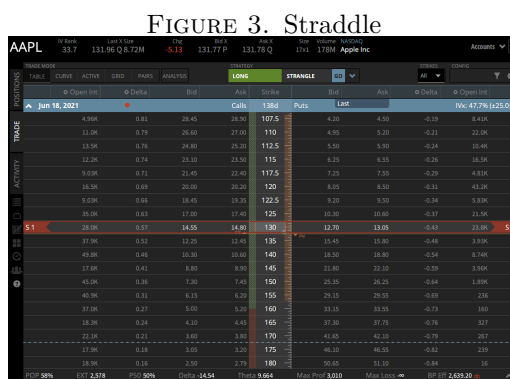 FIGURE 3. Straddle
AAPL IV Rank 33.7 Last X Size 131.96 Q 8.72M Chg -5.13 Bid X 131.77 P Ask X 131.78 Q Size 17x1 Volume 178M NASDAQ Apple Inc Accounts
TRADE MODE STRATEGY STRIKES CONFIG
TABLE CURVE ACTIVE GRID PAIRS ANALYSIS LONG STRANGLE GO All
Open Int Delta Bid Ask Strike Bid Ask Delta Open Int
Jun 18, 2021 Calls 138d Puts Last IVx: 47.7% (±25.0
4.96K 0.81 28.45 28.90 107.5 4.20 4.50 -0.19 8.41K
11.0K 0.79 26.60 27.00 110 4.95 5.20 -0.21 22.0K
13.5K 0.76 24.80 25.20 112.5 5.50 5.90 -0.24 10.4K
12.2K 0.74 23.10 23.50 115 6.25 6.55 -0.26 16.9K
9.03K 0.71 21.45 22.40 117.5 7.25 7.55 -0.29 4.81K
16.5K 0.69 20.00 20.20 120 8.05 8.50 -0.31 43.2K
9.03K 0.66 18.45 19.35 122.5 9.20 9.50 -0.34 5.83K
35.0K 0.63 17.00 17.40 125 10.30 10.60 -0.37 21.5K
S 1 28.0K 0.57 14.55 14.80 130 12.70 13.05 -0.43 23.8K S
37.9K 0.52 12.25 12.45 135 15.45 15.80 -0.48 3.93K
49.8K 0.46 10.30 10.60 140 18.50 18.80 -0.54 8.74K
17.6K 0.41 8.80 8.90 145 21.80 22.10 -0.59 3.96K
45.0K 0.36 7.30 7.45 150 25.35 26.25 -0.64 1.89K
40.9K 0.31 6.15 6.20 155 29.15 29.55 -0.69 236
37.0K 0.27 5.00 5.20 160 33.15 33.55 -0.73 160
18.3K 0.24 4.10 4.45 165 37.30 37.75 -0.76 327
22.1K 0.21 3.60 3.80 170 41.65 42.10 -0.79 267
17.9K 0.18 3.05 3.20 175 46.10 46.55 -0.82 239
18.9K 0.16 2.50 2.79 180 50.65 51.10 -0.84 16
POP 58% EXT 2,578 P50 50% Delta -14.54 Theta 9.664 Max Prof 3,010 Max Loss -∞ BP Eff 2,639.20
POSITIONS
TRADE
ACTIVITY